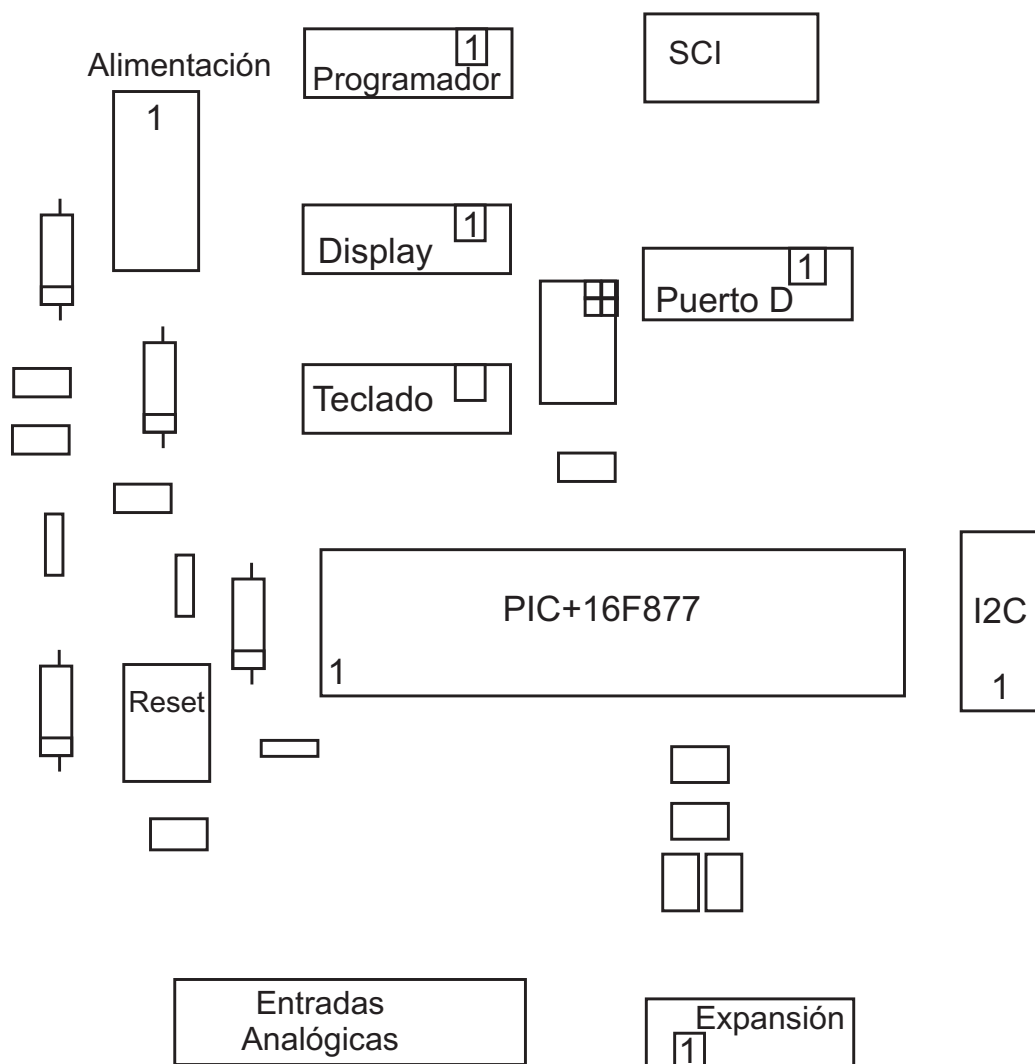 1
Programador
SCI
Alimentación
1
1
Display
1
Puerto D
Teclado
PIC+16F877
1
I2C
1
Reset
Entradas
Analógicas
Expansión
1